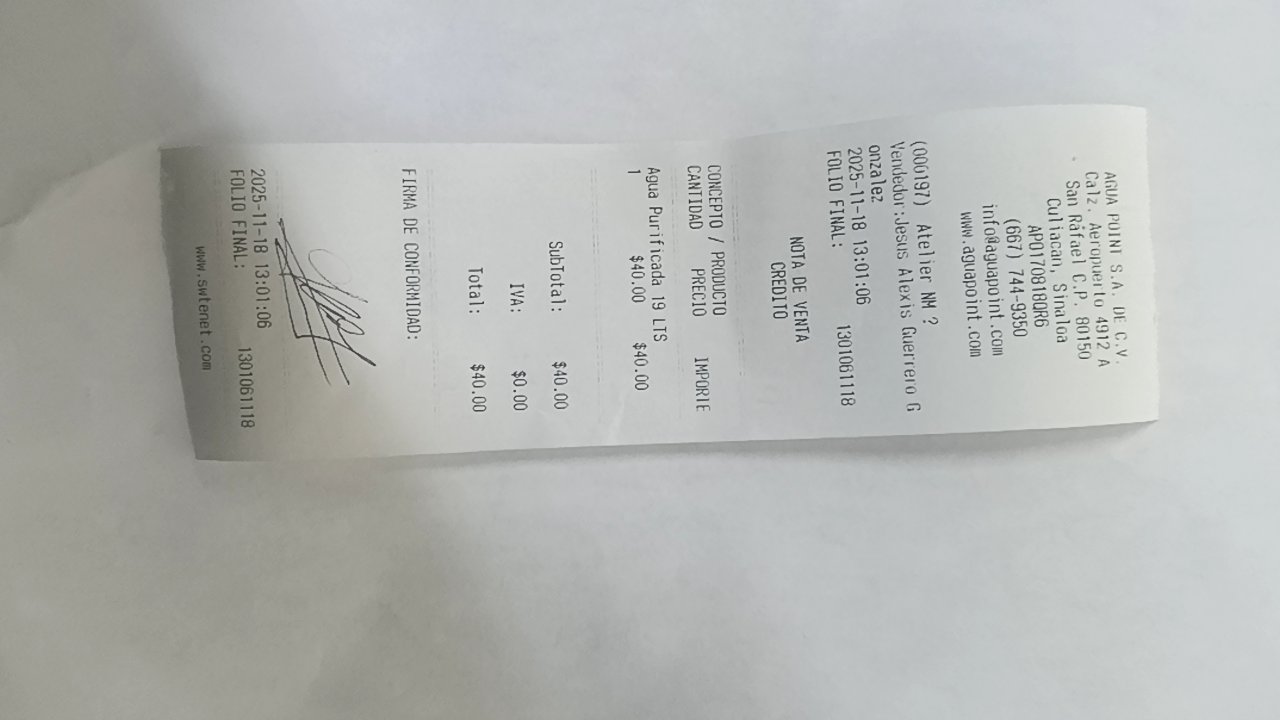 AGUA POINT S.A. DE C.V.
Calz. Aeropuerto 4912 A
San Rafael C.P. 80150
Culiacan, Sinaloa
APO170818QR6
(667) 744-9350
info@aguapoint.com
www.aguapoint.com
(006197) Atelier NM ?
Vendedor:Jesus Alexis Guerrero G
onzalez
2025-11-18 13:01:06
FOLIO FINAL: 1301061118
NOTA DE VENTA
CREDITO
CONCEPTO / PRODUCTO
CANTIDAD PRECIO IMPORTE
Agua Purificada 19 LTS
1 $40.00 $40.00
SubTotal: $40.00
IVA: $0.00
Total: $40.00
FIRMA DE CONFORMIDAD:
2025-11-18 13:01:06
FOLIO FINAL: 1301061118
www.swtenet.com